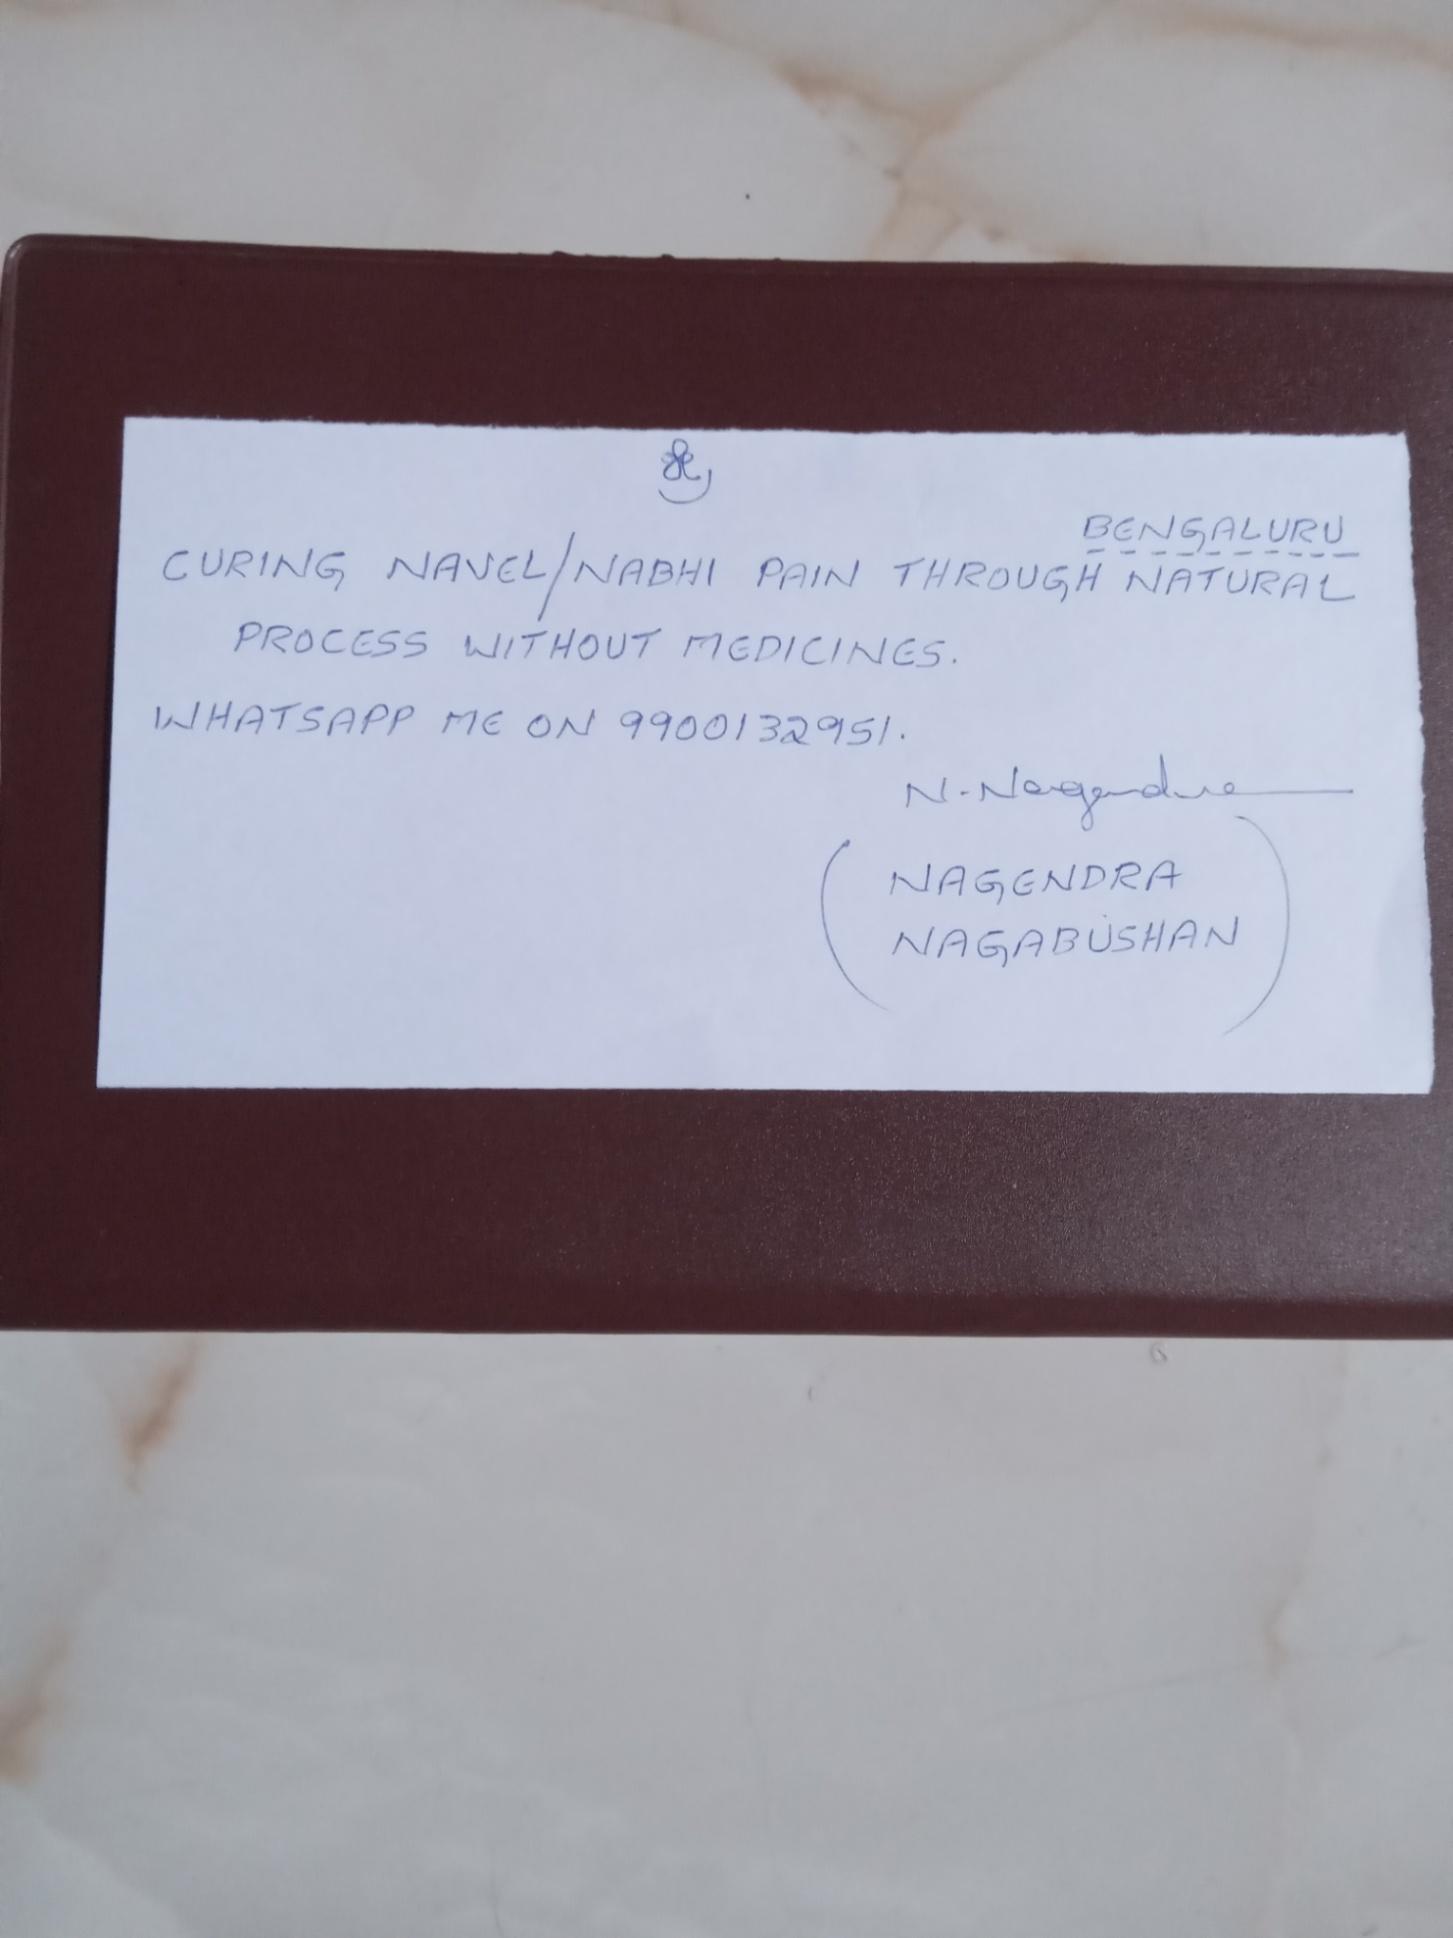 ಶ್ರೀ
BENGALURU
CURING NAVEL/NABHI PAIN THROUGH NATURAL
PROCESS WITHOUT MEDICINES.
WHATSAPP ME ON 9900132951.
N. Nagendra
(NAGENDRA
NAGABUSHAN)